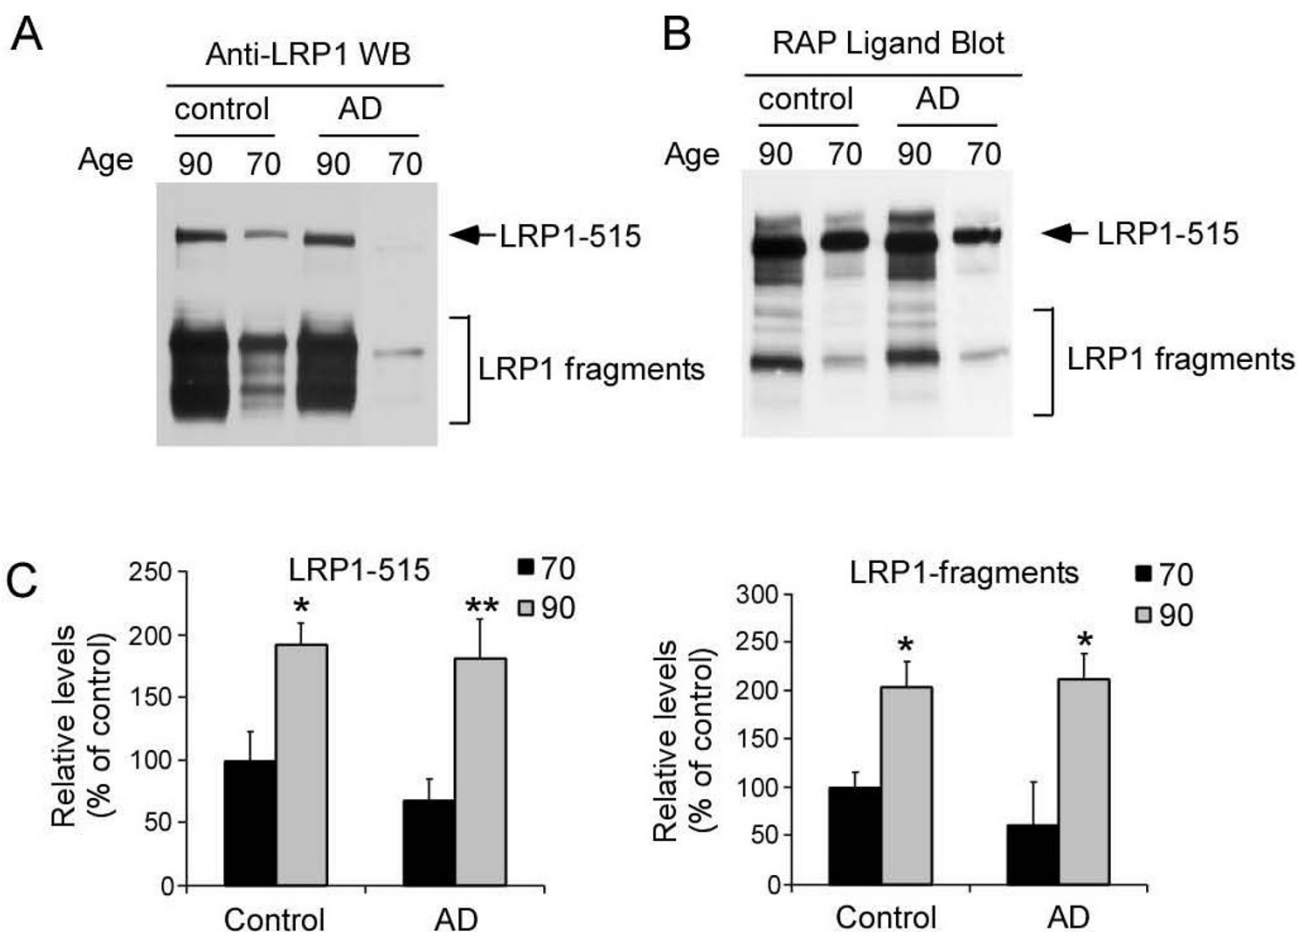 A
Anti-LRP1 WB
control AD
Age 90 70 90 70
LRP1-515
LRP1 fragments
B
RAP Ligand Blot
control AD
Age 90 70 90 70
LRP1-515
LRP1 fragments
C
LRP1-515
70
90
Relative levels
(% of control)
250
200
150
100
50
0
* **
Control AD
LRP1-fragments
70
90
Relative levels
(% of control)
300
250
200
150
100
50
0
* *
Control AD